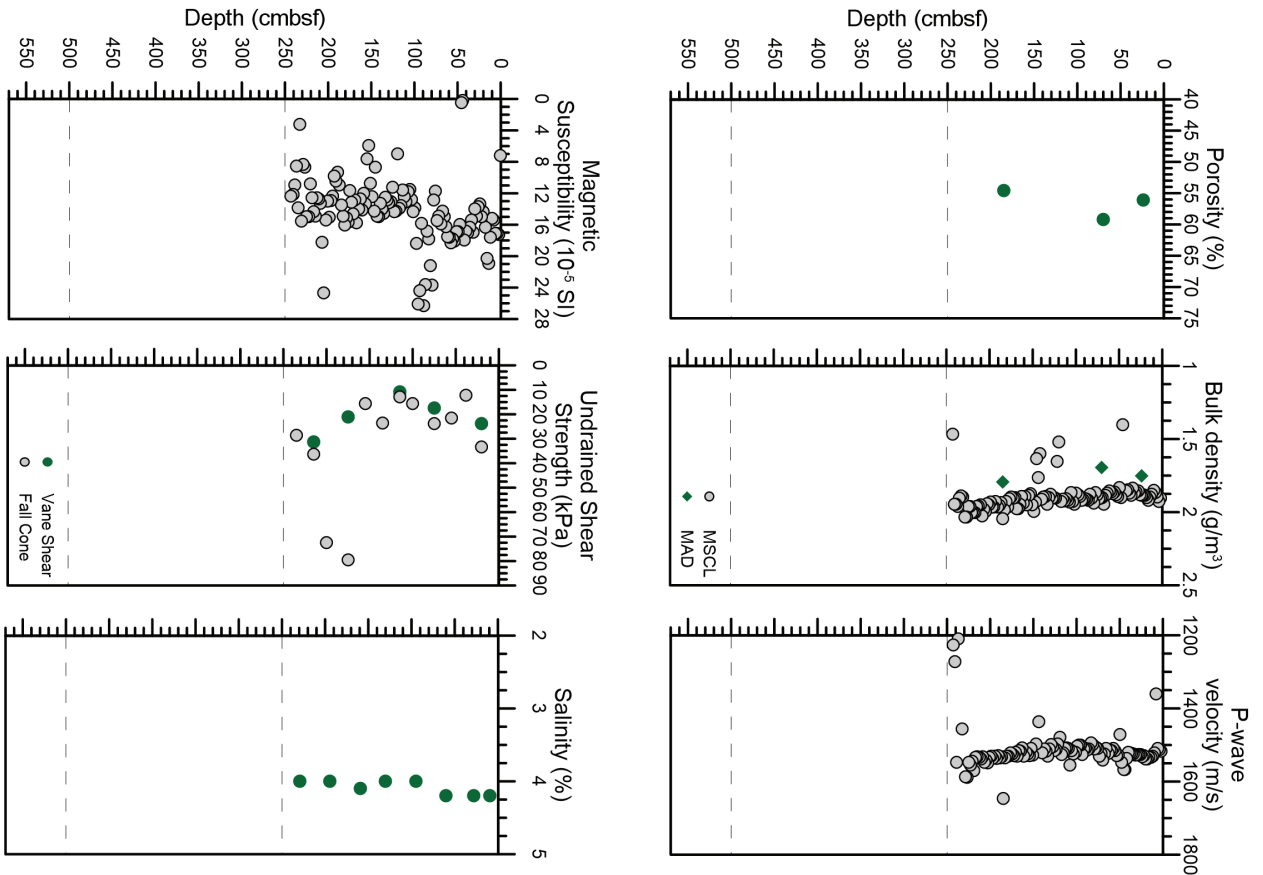 Depth (cmbsf)
550 500 450 400 350 300 250 200 150 100 50 0
0 4 8 12 16 20 24 28
Magnetic
Susceptibility (10-5 SI)
0 10 20 30 40 50 60 70 80 90
Undrained Shear
Strength (kPa)
Vane Shear
Fall Cone
2 3 4 5
Salinity (%)
Depth (cmbsf)
550 500 450 400 350 300 250 200 150 100 50 0
40 45 50 55 60 65 70 75
Porosity (%)
1 1.5 2 2.5
Bulk density (g/m³)
MSCL
MAD
1200 1400 1600 1800
P-wave
velocity (m/s)